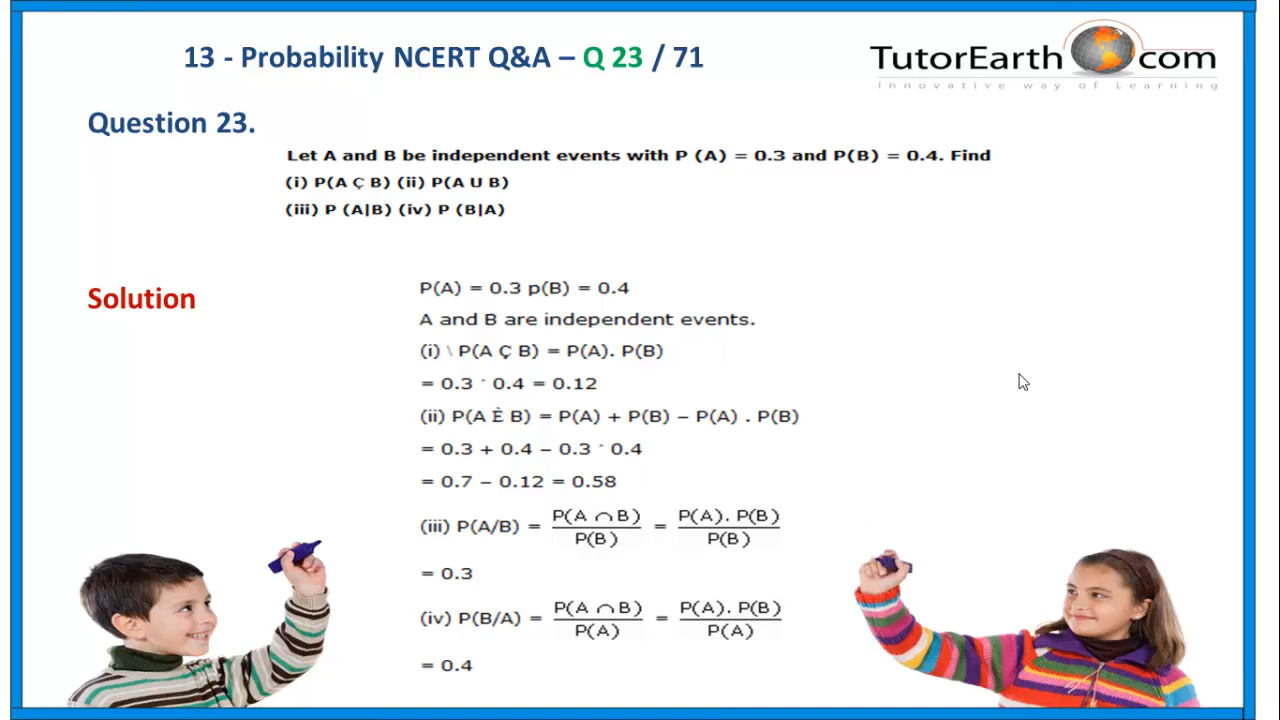 13 - Probability NCERT Q&A – Q 23 / 71
TutorEarth.com
Innovative way of Learning
Question 23.
Let A and B be independent events with P (A) = 0.3 and P(B) = 0.4. Find
(i) P(A Ç B) (ii) P(A U B)
(iii) P (A|B) (iv) P (B|A)
Solution
P(A) = 0.3 p(B) = 0.4
A and B are independent events.
(i) \ P(A Ç B) = P(A). P(B)
= 0.3 ´ 0.4 = 0.12
(ii) P(A È B) = P(A) + P(B) – P(A) . P(B)
= 0.3 + 0.4 – 0.3 ´ 0.4
= 0.7 – 0.12 = 0.58
(iii) P(A/B) = P(A ∩ B) / P(B) = P(A). P(B) / P(B)
= 0.3
(iv) P(B/A) = P(A ∩ B) / P(A) = P(A). P(B) / P(A)
= 0.4